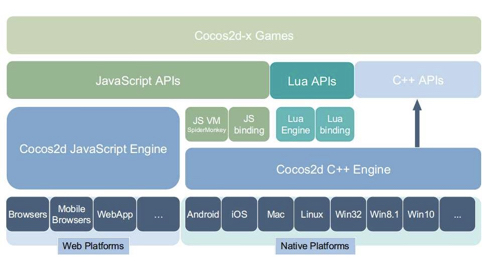 Cocos2d-x Games
JavaScript APIs
Lua APIs
C++ APIs
JS VM
SpiderMonkey
JS
binding
Lua
Engine
Lua
binding
Cocos2d JavaScript Engine
Cocos2d C++ Engine
Browsers
Mobile
Browsers
WebApp
...
Android
iOS
Mac
Linux
Win32
Win8.1
Win10
...
Web Platforms
Native Platforms